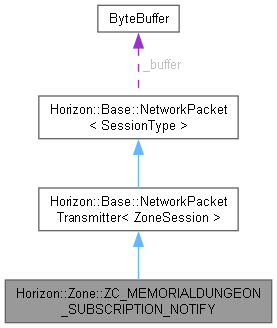 ByteBuffer
_buffer
Horizon::Base::NetworkPacket
< SessionType >
Horizon::Base::NetworkPacket
Transmitter< ZoneSession >
Horizon::Zone::ZC_MEMORIALDUNGEON
_SUBSCRIPTION_NOTIFY